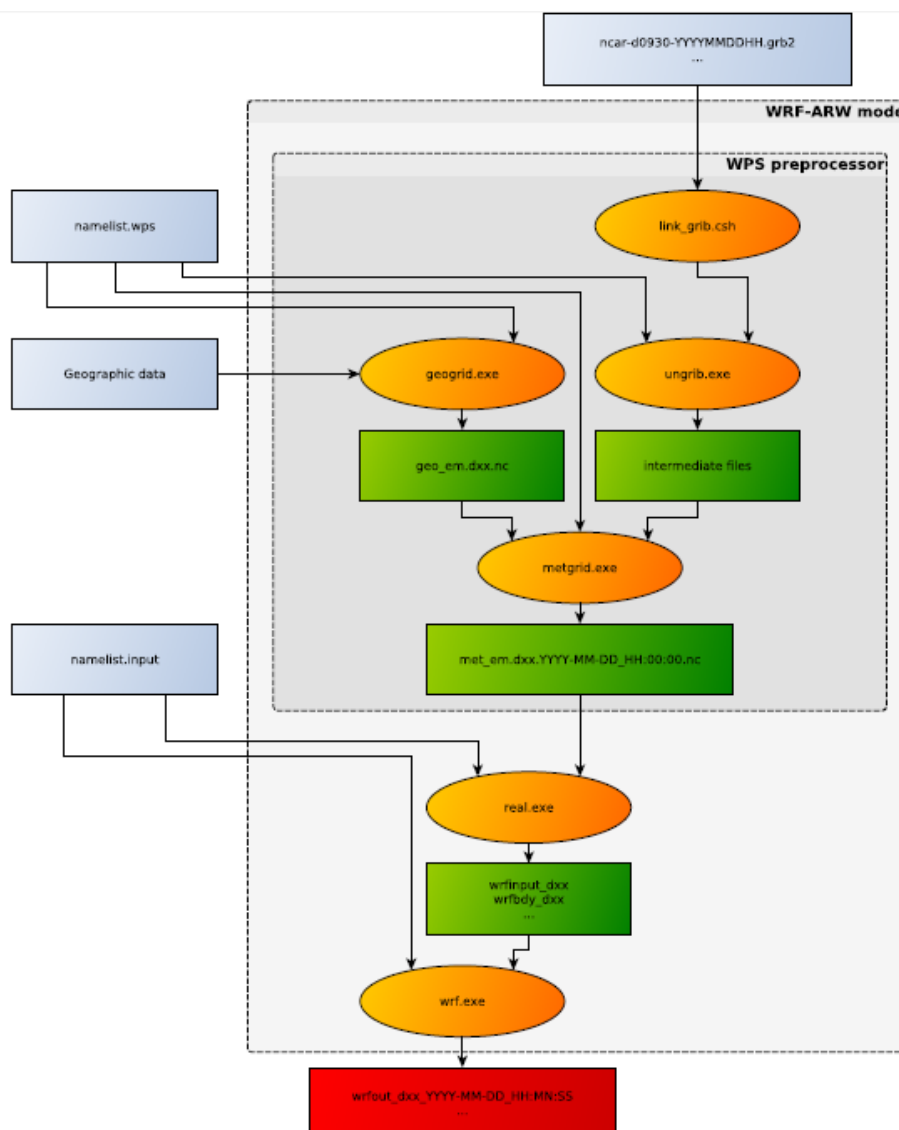 ncar-d0930-YYYYMMDDHH.grb2
...
WRF-ARW mode
WPS preprocessor
namelist.wps
link_grib.csh
Geographic data
geogrid.exe
ungrib.exe
geo_em.dxx.nc
intermediate files
metgrid.exe
namelist.input
met_em.dxx.YYYY-MM-DD_HH:00:00.nc
real.exe
wrfinput_dxx
wrfbdy_dxx
...
wrf.exe
wrfout_dxx_YYYY-MM-DD_HH:MN:SS
...